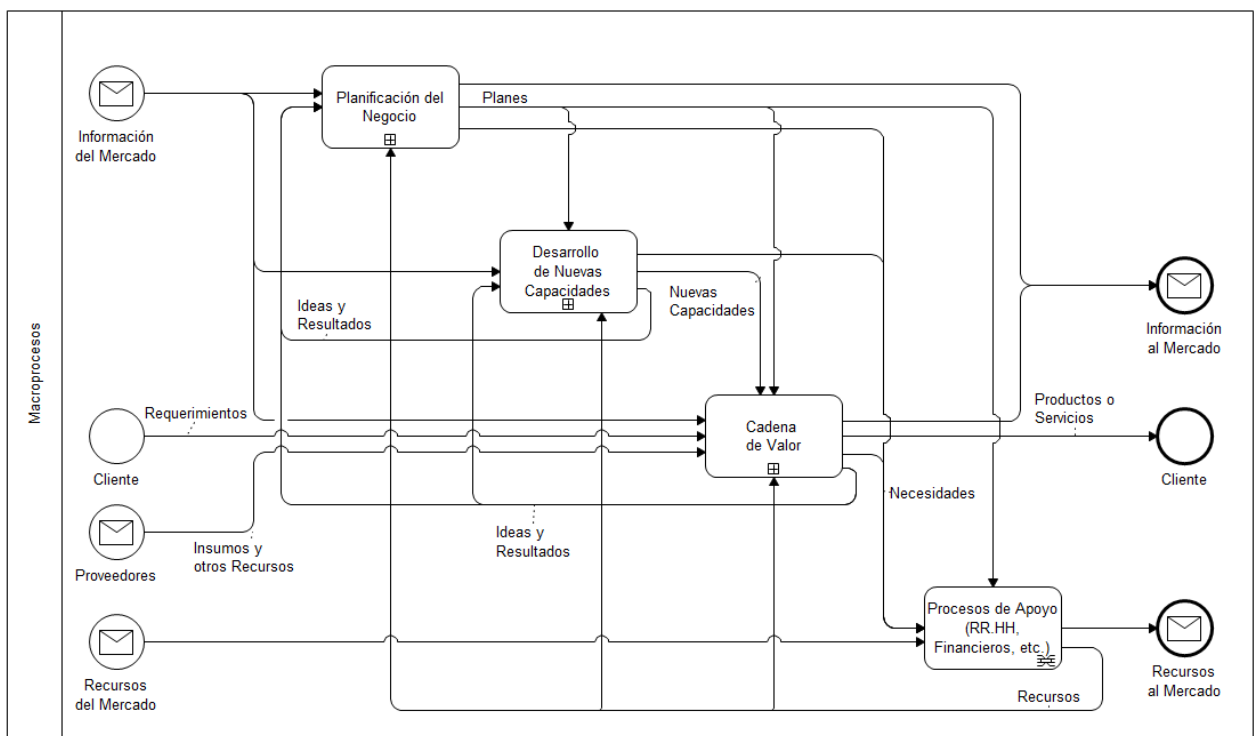 Macroprocesos
Información
del Mercado
Planificación del
Negocio
Planes
Desarrollo
de Nuevas
Capacidades
Ideas y
Resultados
Nuevas
Capacidades
Información
al Mercado
Requerimientos
Cliente
Cadena
de Valor
Productos o
Servicios
Cliente
Necesidades
Insumos y
otros Recursos
Ideas y
Resultados
Proveedores
Procesos de Apoyo
(RR.HH,
Financieros, etc.)
Recursos
del Mercado
Recursos
Recursos
al Mercado